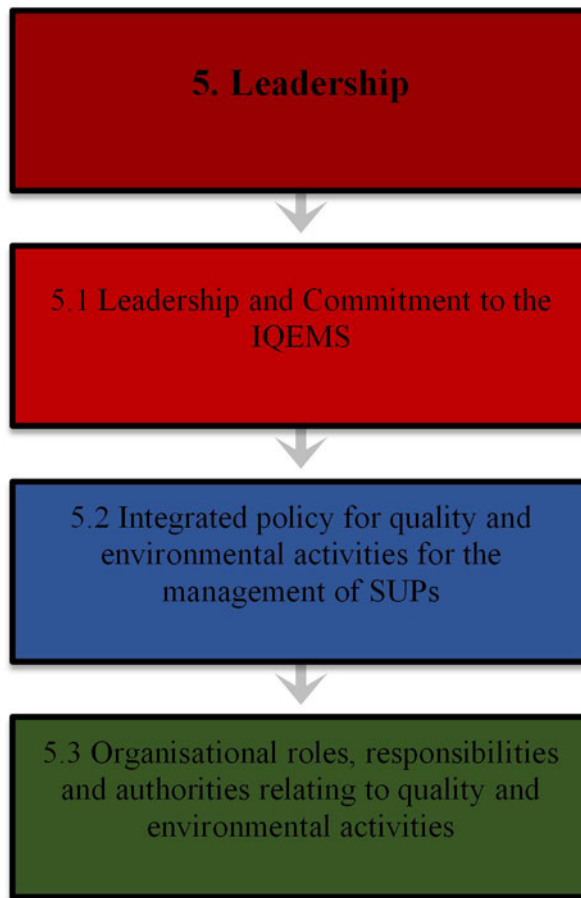 5. Leadership
5.1 Leadership and Commitment to the
IQEMS
5.2 Integrated policy for quality and
environmental activities for the
management of SUPs
5.3 Organisational roles, responsibilities
and authorities relating to quality and
environmental activities